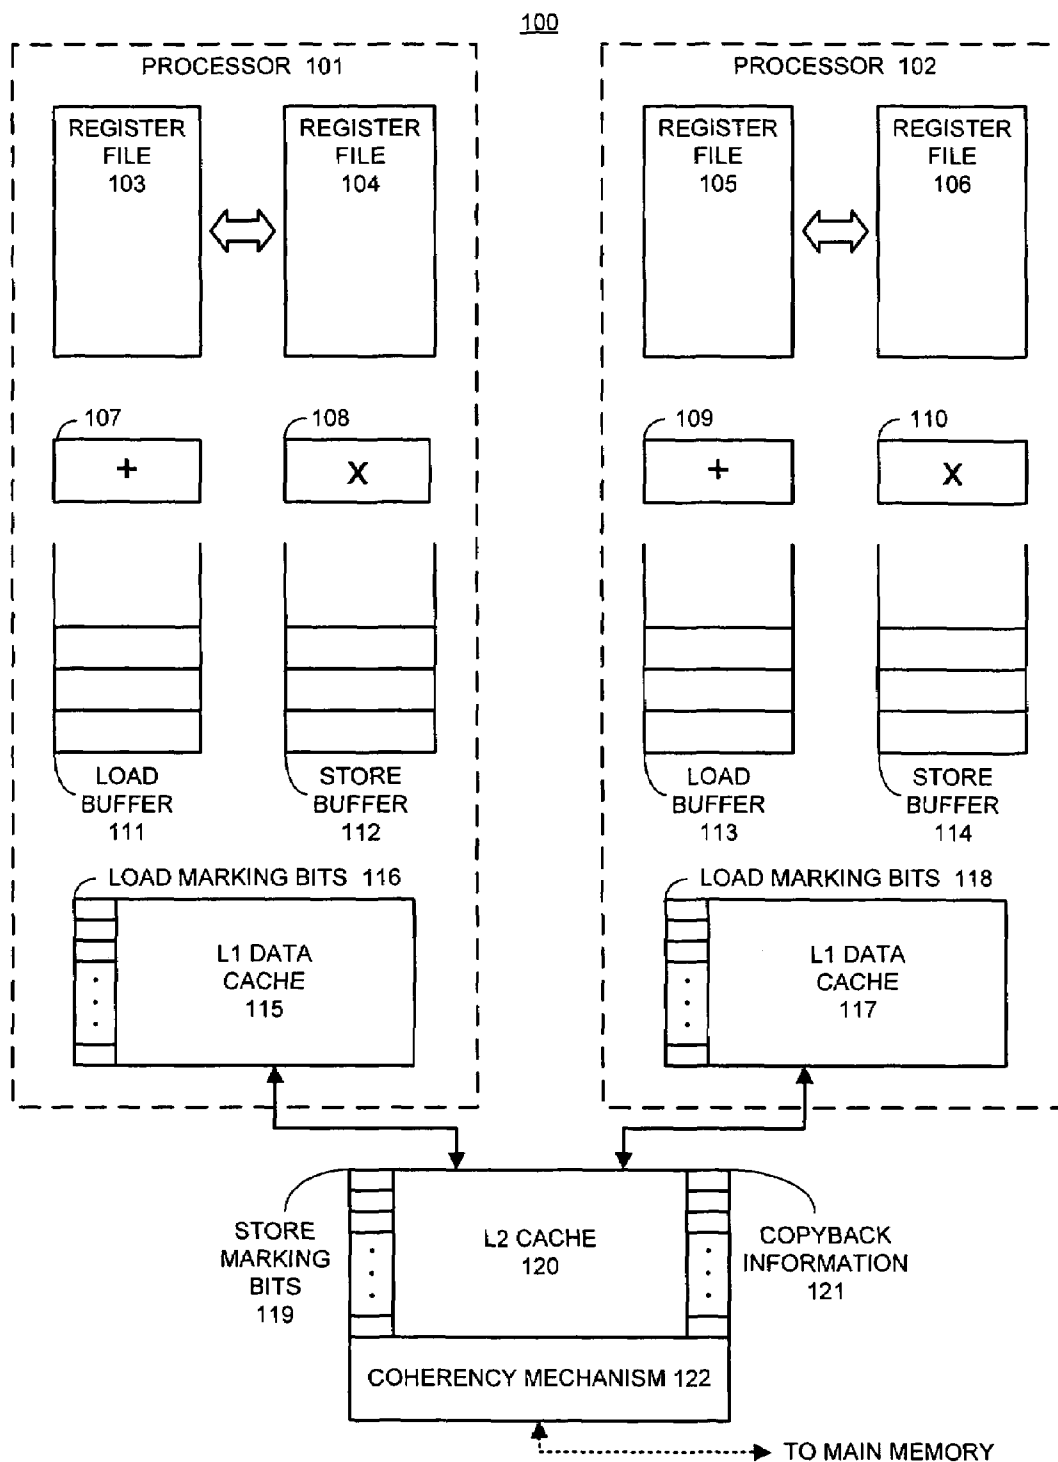 100
PROCESSOR 101
REGISTER
FILE
103
REGISTER
FILE
104
107
+
108
X
LOAD
BUFFER
111
STORE
BUFFER
112
LOAD MARKING BITS 116
L1 DATA
CACHE
115
PROCESSOR 102
REGISTER
FILE
105
REGISTER
FILE
106
109
+
110
X
LOAD
BUFFER
113
STORE
BUFFER
114
LOAD MARKING BITS 118
L1 DATA
CACHE
117
STORE
MARKING
BITS
119
L2 CACHE
120
COPYBACK
INFORMATION
121
COHERENCY MECHANISM 122
TO MAIN MEMORY